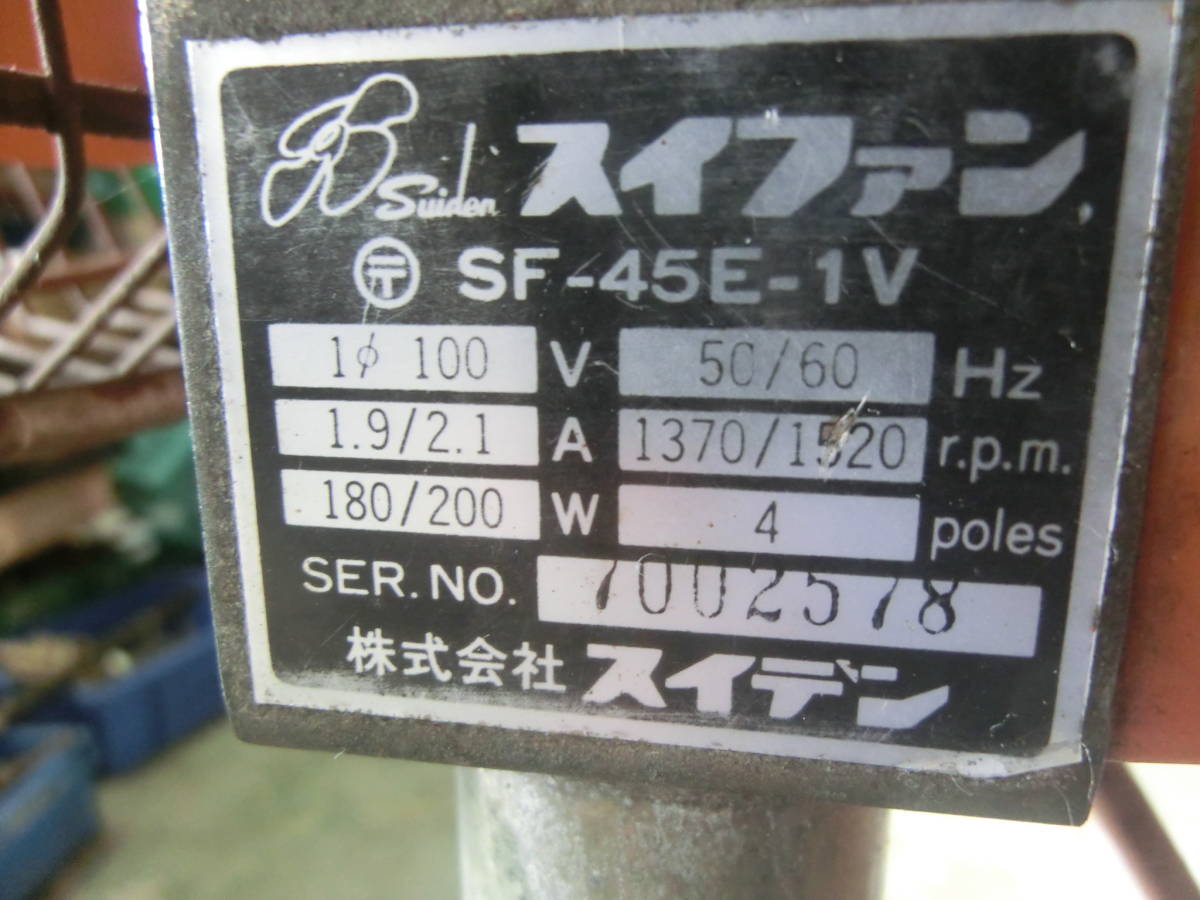 Suiden スイファン
〒 SF-45E-1V
1φ 100 V 50/60 Hz
1.9/2.1 A 1370/1520 r.p.m.
180/200 W 4 poles
SER.NO. 7002578
株式会社 スイデン